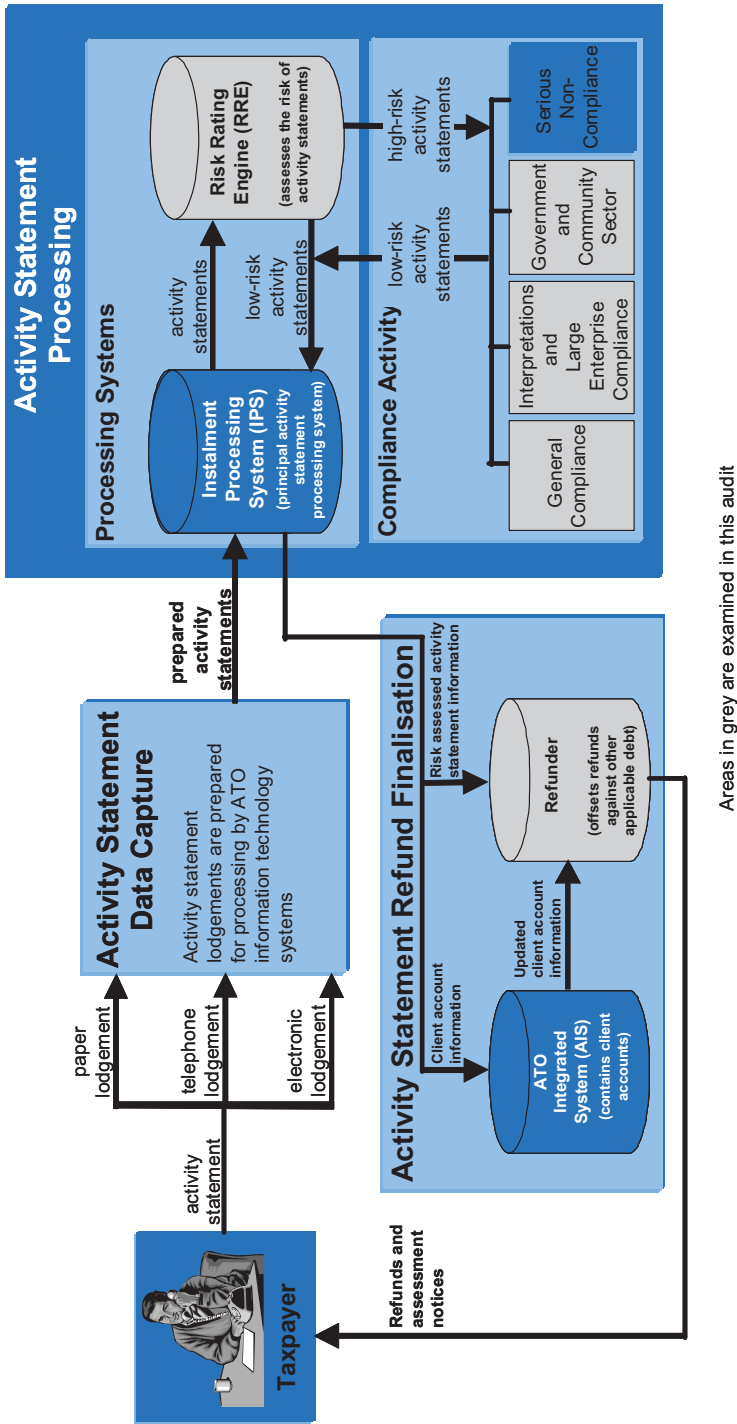 Taxpayer
activity
statement
paper
lodgement
telephone
lodgement
electronic
lodgement
Activity Statement
Data Capture
Activity statement
lodgements are prepared
for processing by ATO
information technology
systems
prepared
activity
statements
Activity Statement
Processing
Processing Systems
Instalment
Processing
System (IPS)
(principal activity
statement
processing system)
activity
statements
low-risk
activity
statements
Risk Rating
Engine (RRE)
(assesses the risk of
activity statements)
low-risk
activity
statements
high-risk
activity
statements
Compliance Activity
General
Compliance
Interpretations
and
Large
Enterprise
Compliance
Government
and
Community
Sector
Serious
Non-
Compliance
Activity Statement Refund Finalisation
Client account
information
Risk assessed activity
statement information
ATO
Integrated
System (AIS)
(contains client
accounts)
Updated
client account
information
Refunder
(offsets refunds
against other
applicable debt)
Refunds and
assessment
notices
Areas in grey are examined in this audit